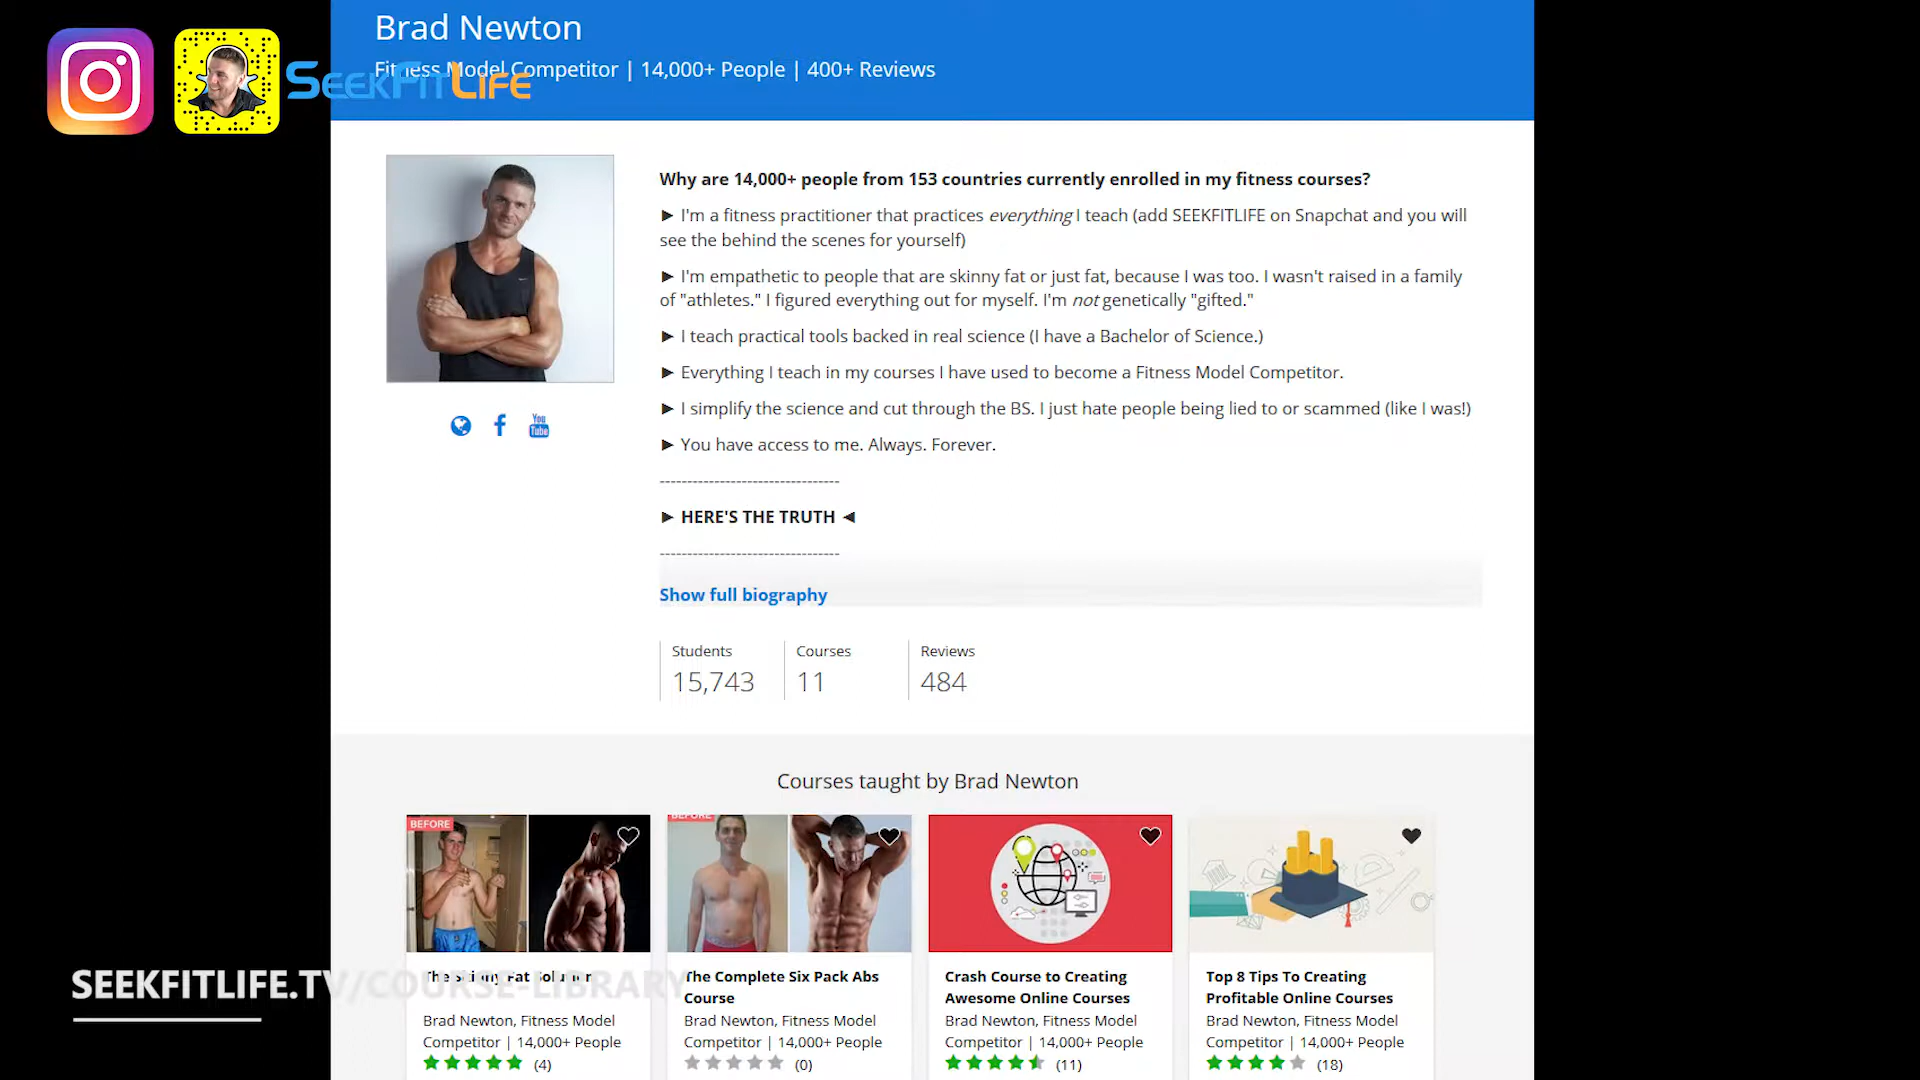 Brad Newton
Fitness Model Competitor | 14,000+ People | 400+ Reviews
SEEKFITLIFE
Why are 14,000+ people from 153 countries currently enrolled in my fitness courses?
► I'm a fitness practitioner that practices everything I teach (add SEEKFITLIFE on Snapchat and you will
see the behind the scenes for yourself)
► I'm empathetic to people that are skinny fat or just fat, because I was too. I wasn't raised in a family
of "athletes." I figured everything out for myself. I'm not genetically "gifted."
► I teach practical tools backed in real science (I have a Bachelor of Science.)
► Everything I teach in my courses I have used to become a Fitness Model Competitor.
► I simplify the science and cut through the BS. I just hate people being lied to or scammed (like I was!)
► You have access to me. Always. Forever.
---------------------------------
► HERE'S THE TRUTH ◄
---------------------------------
You Tube
Show full biography
Students
15,743
Courses
11
Reviews
484
Courses taught by Brad Newton
BEFORE
The Skinny Fat Solution
Brad Newton, Fitness Model
Competitor | 14,000+ People
(4)
BEFORE
The Complete Six Pack Abs
Course
Brad Newton, Fitness Model
Competitor | 14,000+ People
(0)
Crash Course to Creating
Awesome Online Courses
Brad Newton, Fitness Model
Competitor | 14,000+ People
(11)
Top 8 Tips To Creating
Profitable Online Courses
Brad Newton, Fitness Model
Competitor | 14,000+ People
(18)
SEEKFITLIFE.TV/COURSE-LIBRARY